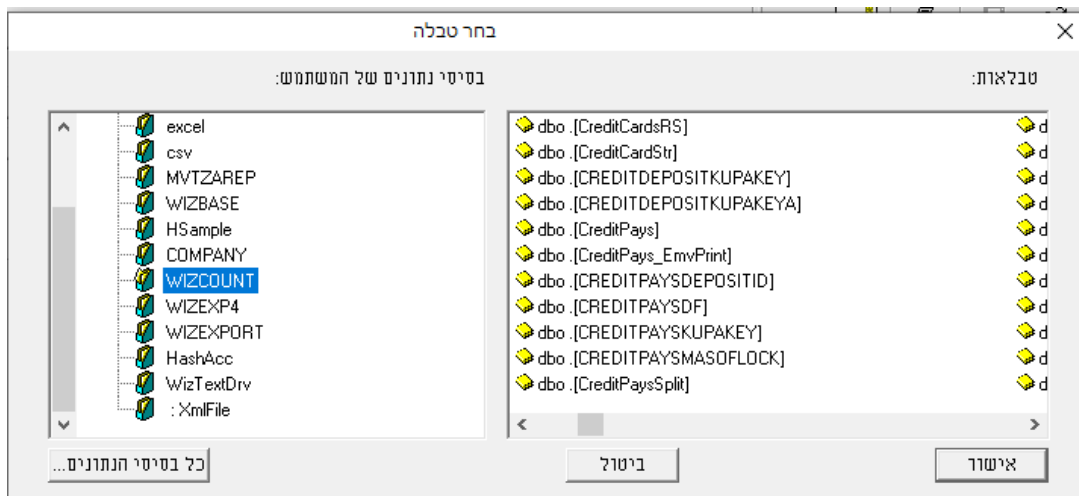 בחר טבלה
בסיסי נתונים של המשתמש:
excel
csv
MVTZAREP
WIZBASE
HSample
COMPANY
WIZCOUNT
WIZEXP4
WIZEXPORT
HashAcc
WizTextDrv
: XmlFile
כל בסיסי הנתונים...
טבלאות:
dbo .[CreditCardsRS]
dbo .[CreditCardStr]
dbo .[CREDITDEPOSITKUPAKEY]
dbo .[CREDITDEPOSITKUPAKEYA]
dbo .[CreditPays]
dbo .[CreditPays_EmvPrint]
dbo .[CREDITPAYSDEPOSITID]
dbo .[CREDITPAYSDF]
dbo .[CREDITPAYSKUPAKEY]
dbo .[CREDITPAYSMASOFLOCK]
dbo .[CreditPaysSplit]
d
d
d
d
d
d
d
d
d
d
d
ביטול
אישור